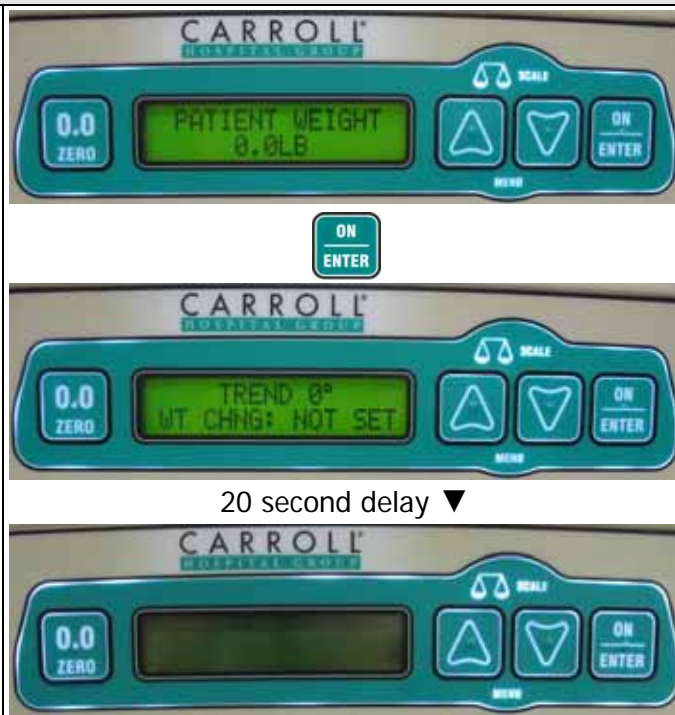 CARROLL®
HOSPITAL GROUP
SCALE
0.0
ZERO
PATIENT WEIGHT
0.0LB
ON
ENTER
MENU
ON
ENTER
CARROLL®
HOSPITAL GROUP
SCALE
0.0
ZERO
TREND 0°
WT CHNG: NOT SET
ON
ENTER
MENU
20 second delay ▼
CARROLL®
HOSPITAL GROUP
SCALE
0.0
ZERO
ON
ENTER
MENU